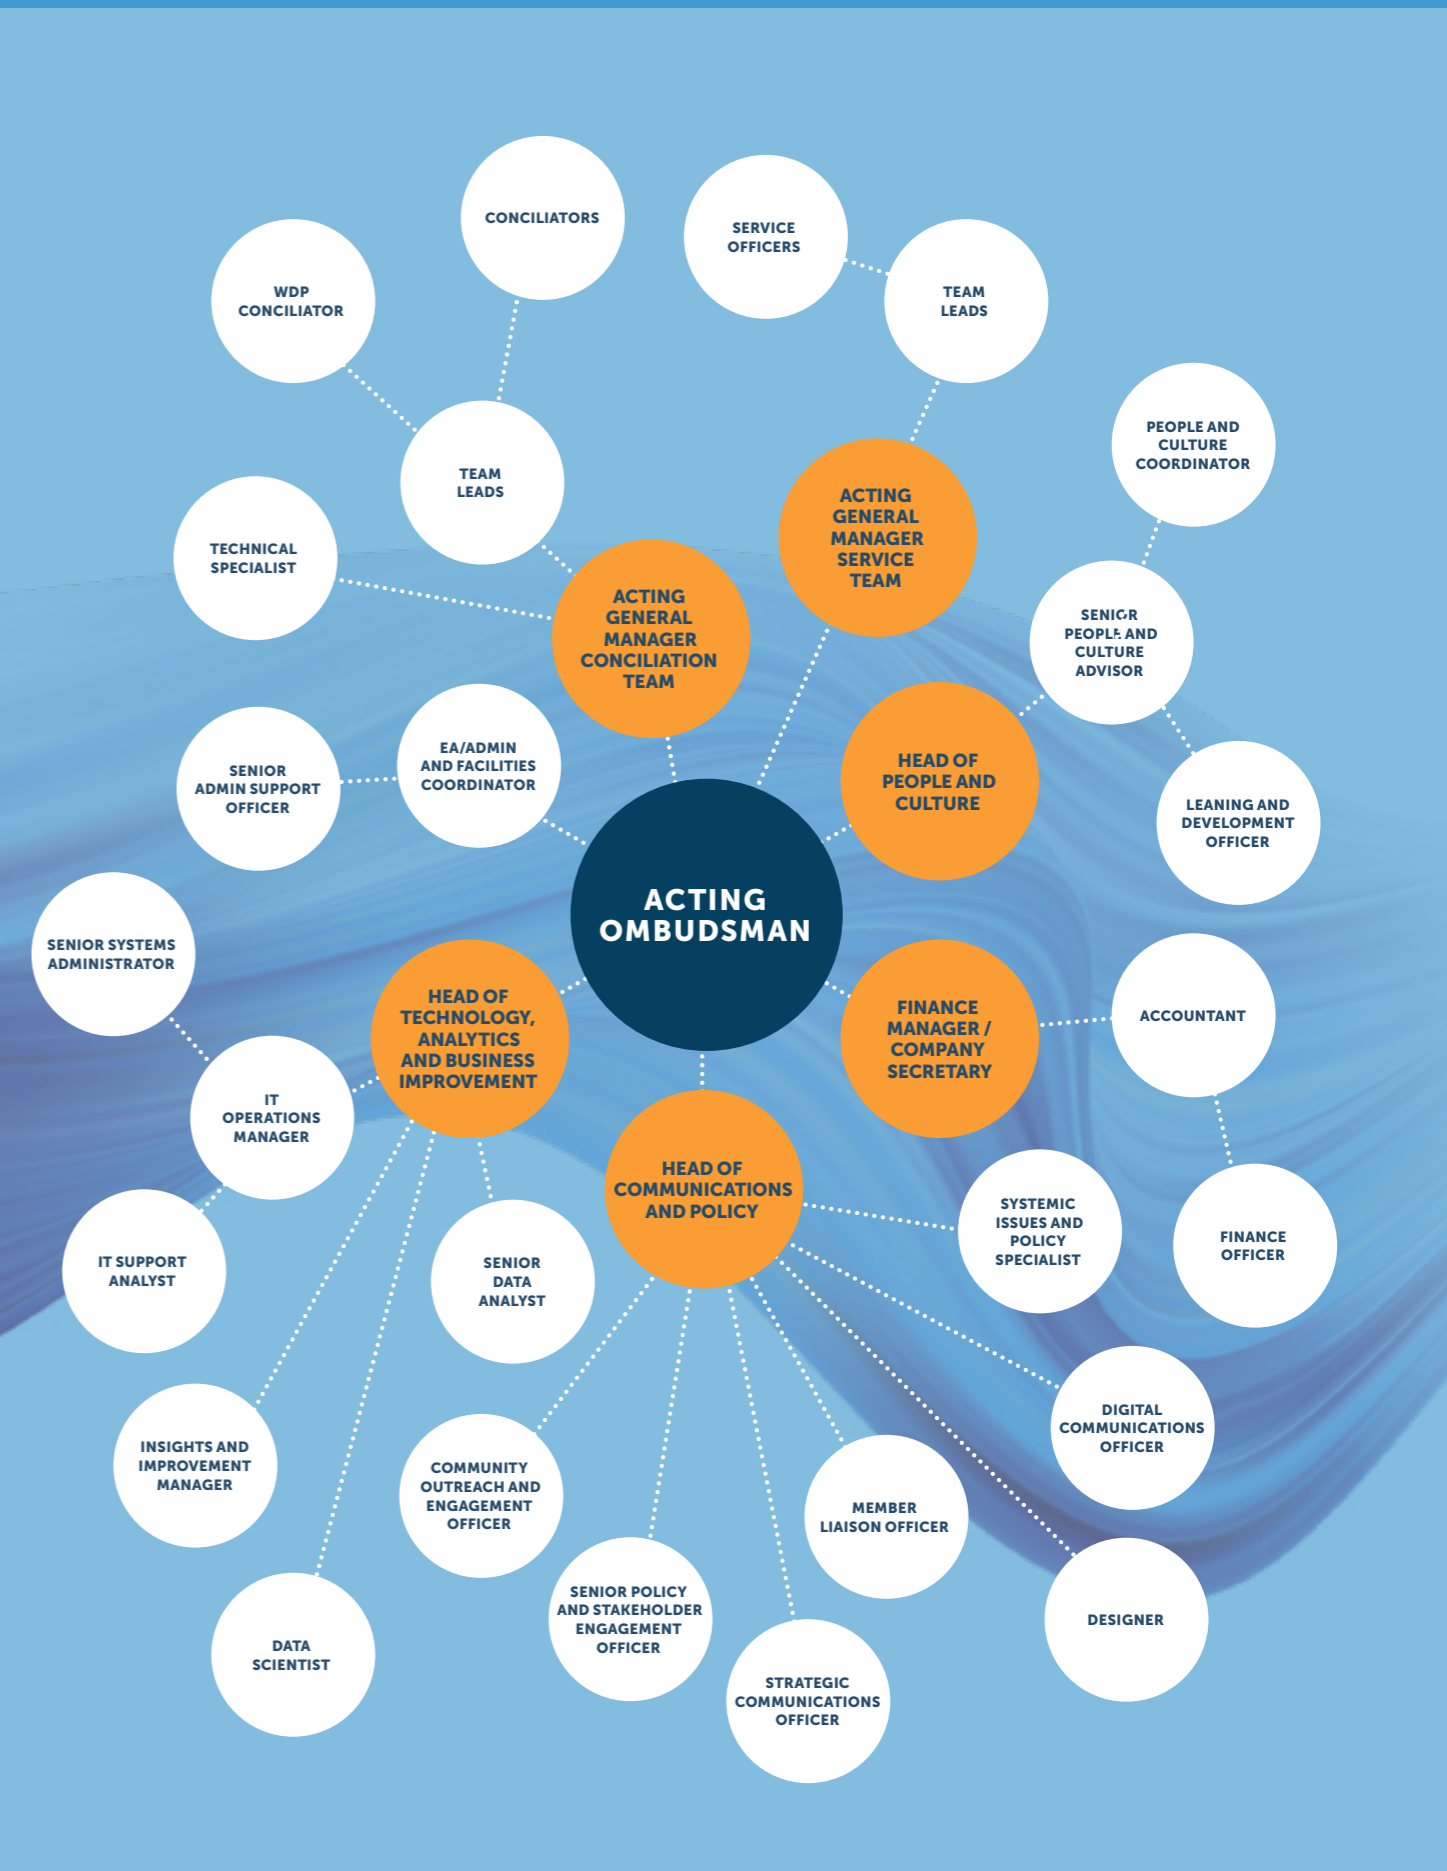 CONCILIATORS
SERVICE
OFFICERS
WDP
CONCILIATOR
TEAM
LEADS
PEOPLE AND
CULTURE
COORDINATOR
TEAM
LEADS
ACTING
GENERAL
MANAGER
SERVICE
TEAM
TECHNICAL
SPECIALIST
ACTING
GENERAL
MANAGER
CONCILIATION
TEAM
SENIOR
PEOPLE AND
CULTURE
ADVISOR
EA/ADMIN
AND FACILITIES
COORDINATOR
SENIOR
ADMIN SUPPORT
OFFICER
HEAD OF
PEOPLE AND
CULTURE
LEANING AND
DEVELOPMENT
OFFICER
ACTING
OMBUDSMAN
SENIOR SYSTEMS
ADMINISTRATOR
HEAD OF
TECHNOLOGY,
ANALYTICS
AND BUSINESS
IMPROVEMENT
FINANCE
MANAGER /
COMPANY
SECRETARY
ACCOUNTANT
IT
OPERATIONS
MANAGER
HEAD OF
COMMUNICATIONS
AND POLICY
SYSTEMIC
ISSUES AND
POLICY
SPECIALIST
FINANCE
OFFICER
IT SUPPORT
ANALYST
SENIOR
DATA
ANALYST
DIGITAL
COMMUNICATIONS
OFFICER
INSIGHTS AND
IMPROVEMENT
MANAGER
COMMUNITY
OUTREACH AND
ENGAGEMENT
OFFICER
MEMBER
LIAISON OFFICER
SENIOR POLICY
AND STAKEHOLDER
ENGAGEMENT
OFFICER
DESIGNER
DATA
SCIENTIST
STRATEGIC
COMMUNICATIONS
OFFICER